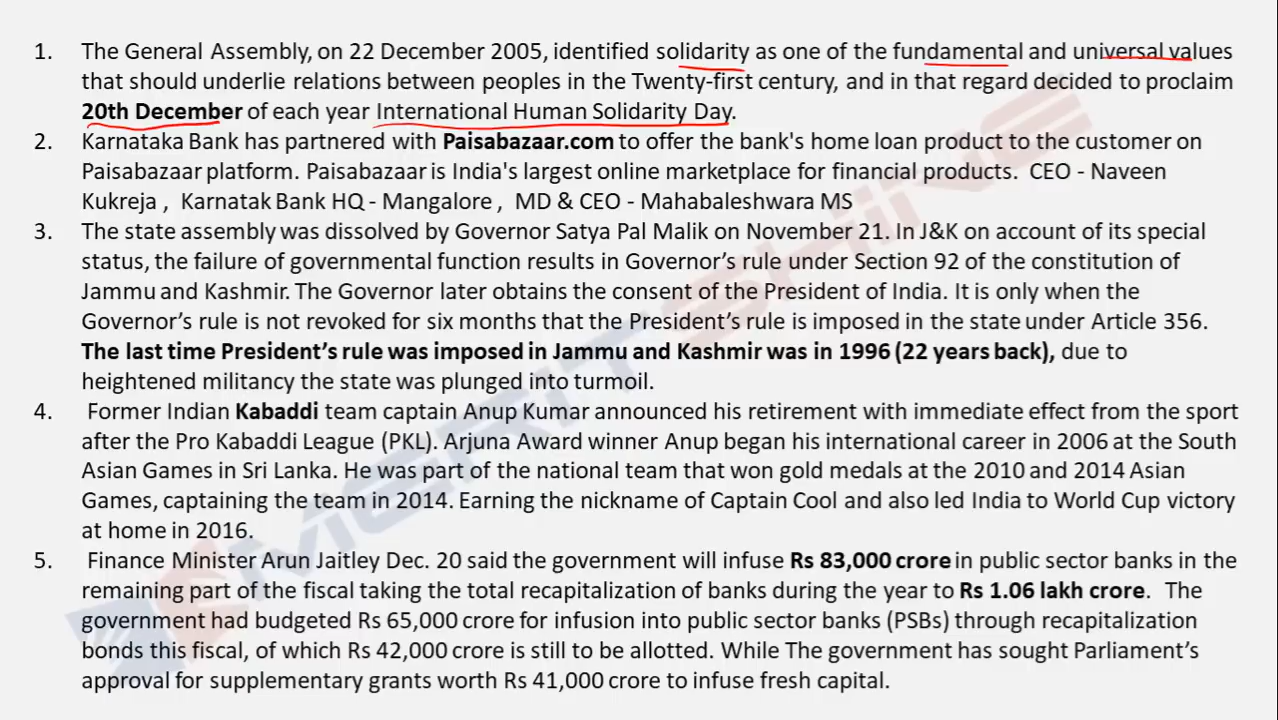 1. The General Assembly, on 22 December 2005, identified solidarity as one of the fundamental and universal values
that should underlie relations between peoples in the Twenty-first century, and in that regard decided to proclaim
20th December of each year International Human Solidarity Day.
2. Karnataka Bank has partnered with Paisabazaar.com to offer the bank's home loan product to the customer on
Paisabazaar platform. Paisabazaar is India's largest online marketplace for financial products. CEO - Naveen
Kukreja , Karnatak Bank HQ - Mangalore , MD & CEO - Mahabaleshwara MS
3. The state assembly was dissolved by Governor Satya Pal Malik on November 21. In J&K on account of its special
status, the failure of governmental function results in Governor's rule under Section 92 of the constitution of
Jammu and Kashmir. The Governor later obtains the consent of the President of India. It is only when the
Governor's rule is not revoked for six months that the President's rule is imposed in the state under Article 356.
The last time President's rule was imposed in Jammu and Kashmir was in 1996 (22 years back), due to
heightened militancy the state was plunged into turmoil.
4. Former Indian Kabaddi team captain Anup Kumar announced his retirement with immediate effect from the sport
after the Pro Kabaddi League (PKL). Arjuna Award winner Anup began his international career in 2006 at the South
Asian Games in Sri Lanka. He was part of the national team that won gold medals at the 2010 and 2014 Asian
Games, captaining the team in 2014. Earning the nickname of Captain Cool and also led India to World Cup victory
at home in 2016.
5. Finance Minister Arun Jaitley Dec. 20 said the government will infuse Rs 83,000 crore in public sector banks in the
remaining part of the fiscal taking the total recapitalization of banks during the year to Rs 1.06 lakh crore. The
government had budgeted Rs 65,000 crore for infusion into public sector banks (PSBs) through recapitalization
bonds this fiscal, of which Rs 42,000 crore is still to be allotted. While The government has sought Parliament's
approval for supplementary grants worth Rs 41,000 crore to infuse fresh capital.
MERITSHINE